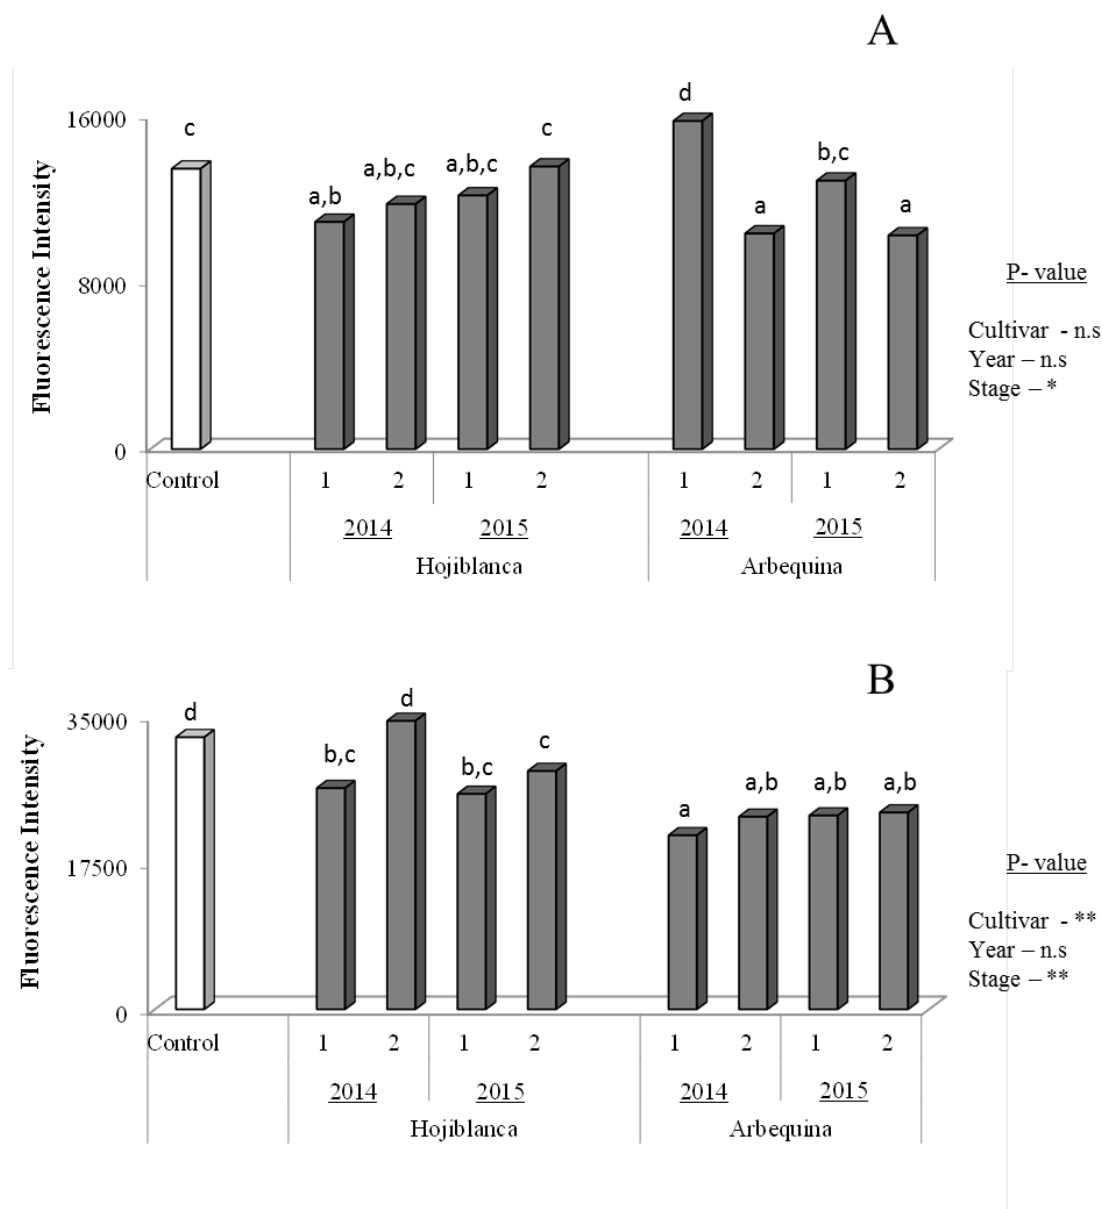 A
d
16000
c
c
b,c
a,b,c
a,b,c
a,b
a
a
Fluorescence Intensity
8000
P- value
Cultivar - n.s
Year – n.s
Stage – *
0
Control 1 2 1 2 1 2 1 2
2014 2015 2014 2015
Hojiblanca Arbequina
B
d
d
35000
c
b,c
b,c
a,b
a,b
a,b
a
Fluorescence Intensity
17500
P- value
Cultivar - **
Year – n.s
Stage – **
0
Control 1 2 1 2 1 2 1 2
2014 2015 2014 2015
Hojiblanca Arbequina